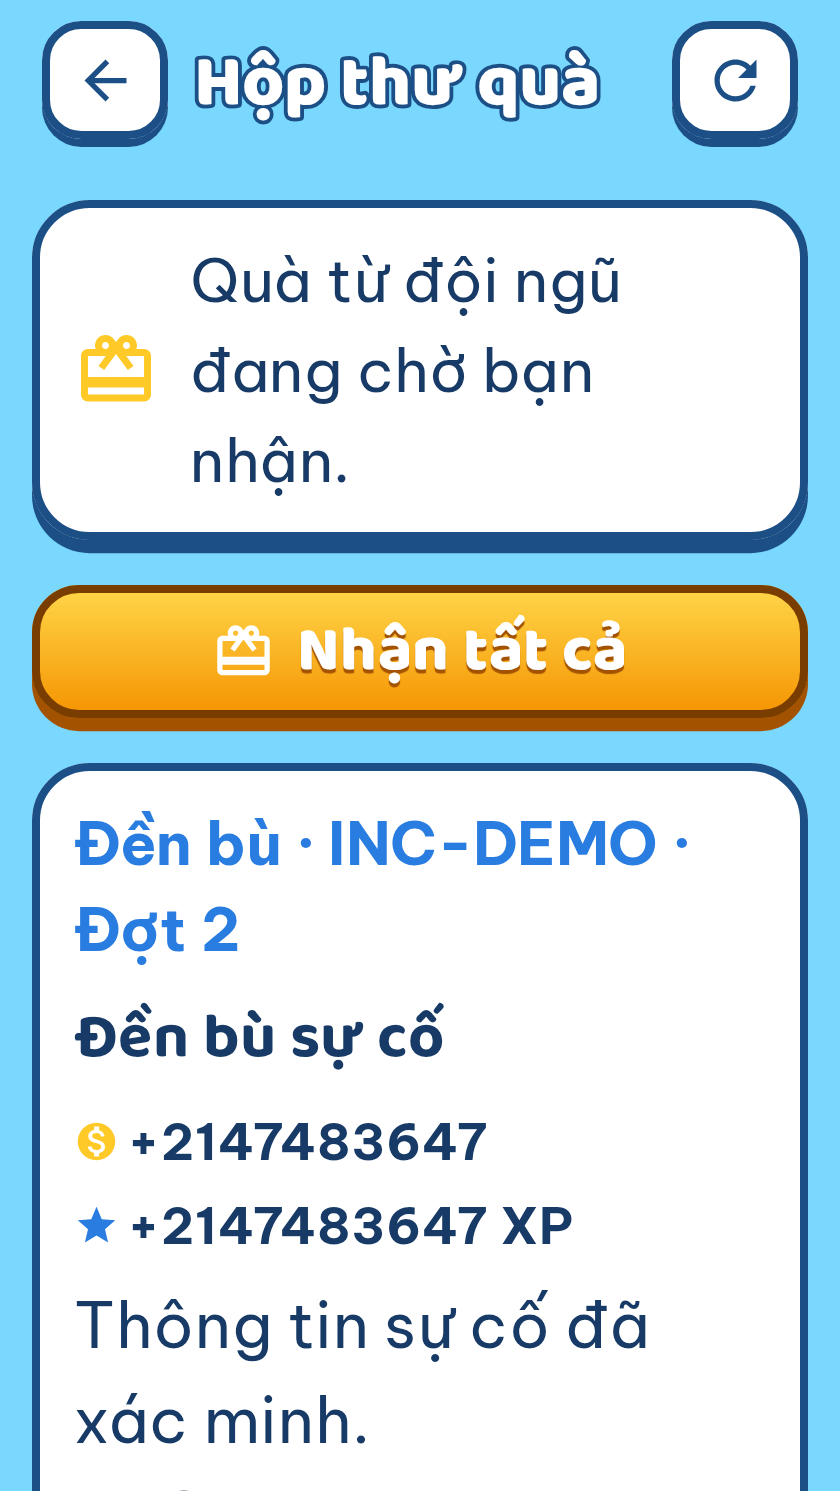 Hộp thư quà
Quà từ đội ngũ
đang chờ bạn
nhận.
Nhận tất cả
Đền bù · INC-DEMO ·
Đợt 2
Đền bù sự cố
+2147483647
+2147483647 XP
Thông tin sự cố đã
xác minh.